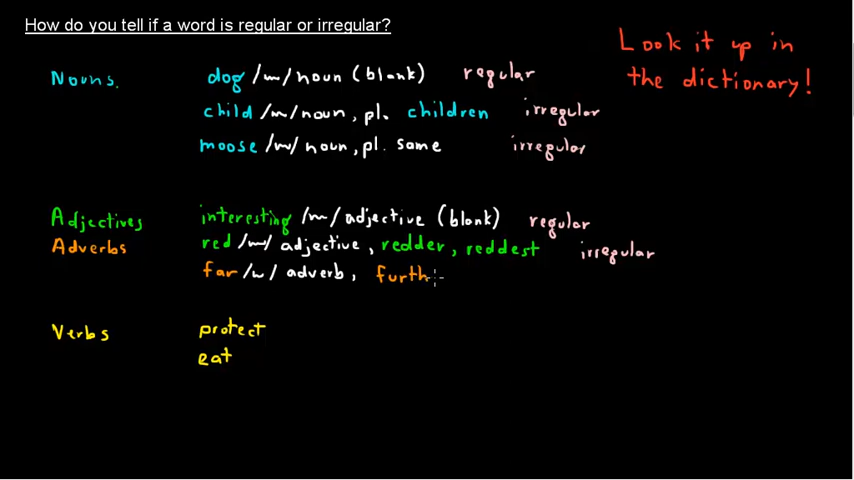 How do you tell if a word is regular or irregular?
Look it up in
the dictionary!
Nouns. dog /~/ noun (blank) regular
child /~/ noun, pl. children irregular
moose /~/ noun, pl. same irregular
Adjectives interesting /~/ adjective (blank) regular
Adverbs red /~/ adjective, redder, reddest irregular
far /~/ adverb, furth
Verbs protect
eat